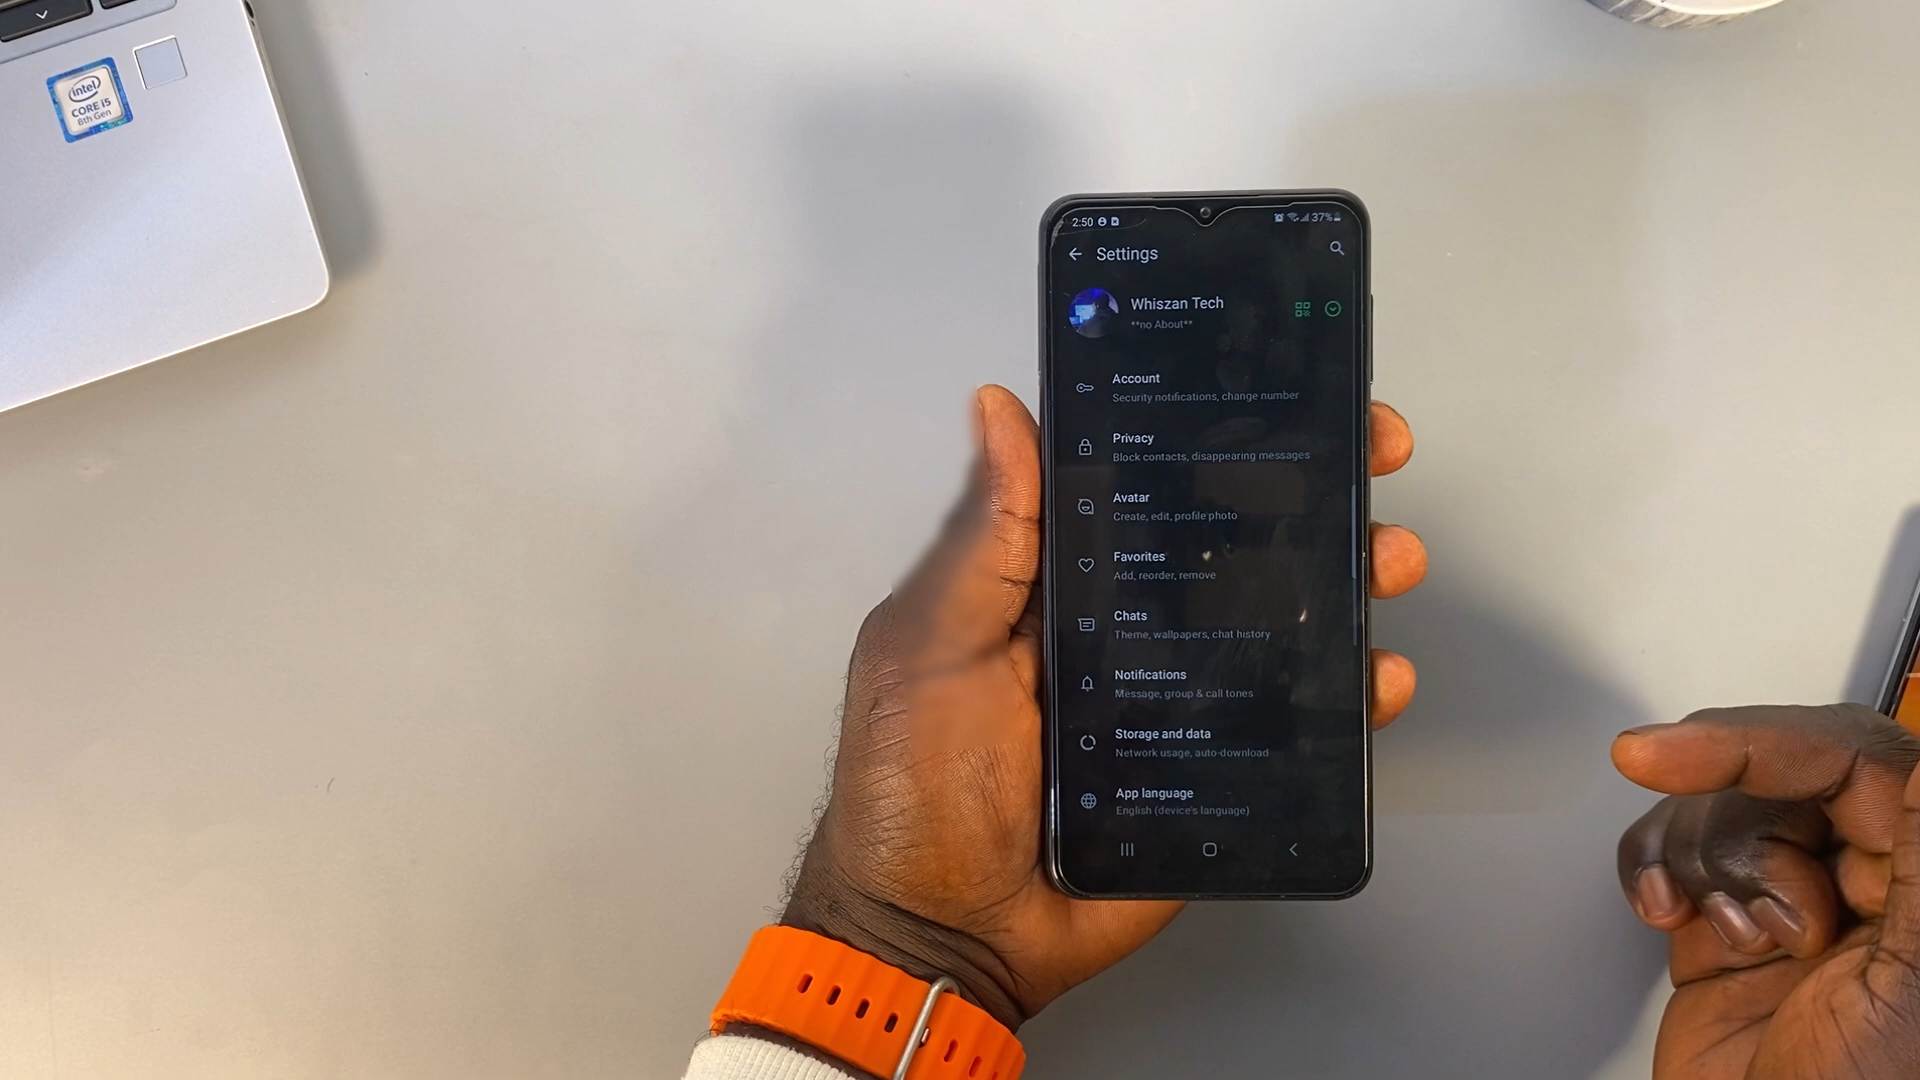 intel
CORE i5
8th Gen
2:50
37%
Settings
Whiszan Tech
**no About**
Account
Security notifications, change number
Privacy
Block contacts, disappearing messages
Avatar
Create, edit, profile photo
Favorites
Add, reorder, remove
Chats
Theme, wallpapers, chat history
Notifications
Message, group & call tones
Storage and data
Network usage, auto-download
App language
English (device's language)